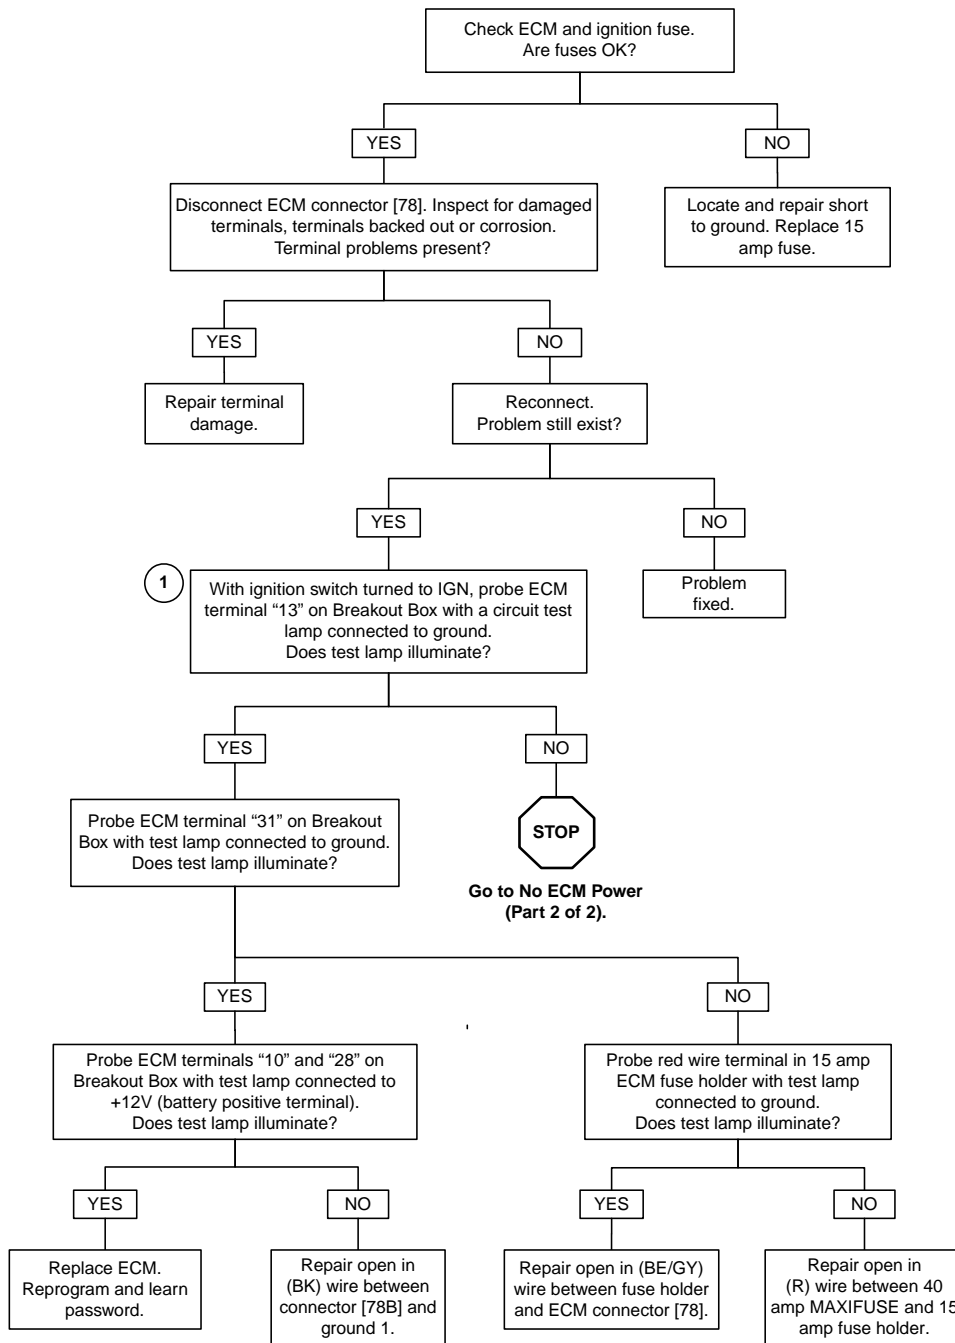 Check ECM and ignition fuse.
Are fuses OK?
YES
NO
Disconnect ECM connector [78]. Inspect for damaged
terminals, terminals backed out or corrosion.
Terminal problems present?
Locate and repair short
to ground. Replace 15
amp fuse.
YES
NO
Repair terminal
damage.
Reconnect.
Problem still exist?
YES
NO
1
With ignition switch turned to IGN, probe ECM
terminal “13” on Breakout Box with a circuit test
lamp connected to ground.
Does test lamp illuminate?
Problem
fixed.
YES
NO
Probe ECM terminal “31” on Breakout
Box with test lamp connected to ground.
Does test lamp illuminate?
STOP
Go to No ECM Power
(Part 2 of 2).
YES
NO
Probe ECM terminals “10” and “28” on
Breakout Box with test lamp connected to
+12V (battery positive terminal).
Does test lamp illuminate?
Probe red wire terminal in 15 amp
ECM fuse holder with test lamp
connected to ground.
Does test lamp illuminate?
YES
NO
YES
NO
Replace ECM.
Reprogram and learn
password.
Repair open in
(BK) wire between
connector [78B] and
ground 1.
Repair open in (BE/GY)
wire between fuse holder
and ECM connector [78].
Repair open in
(R) wire between 40
amp MAXIFUSE and 15
amp fuse holder.